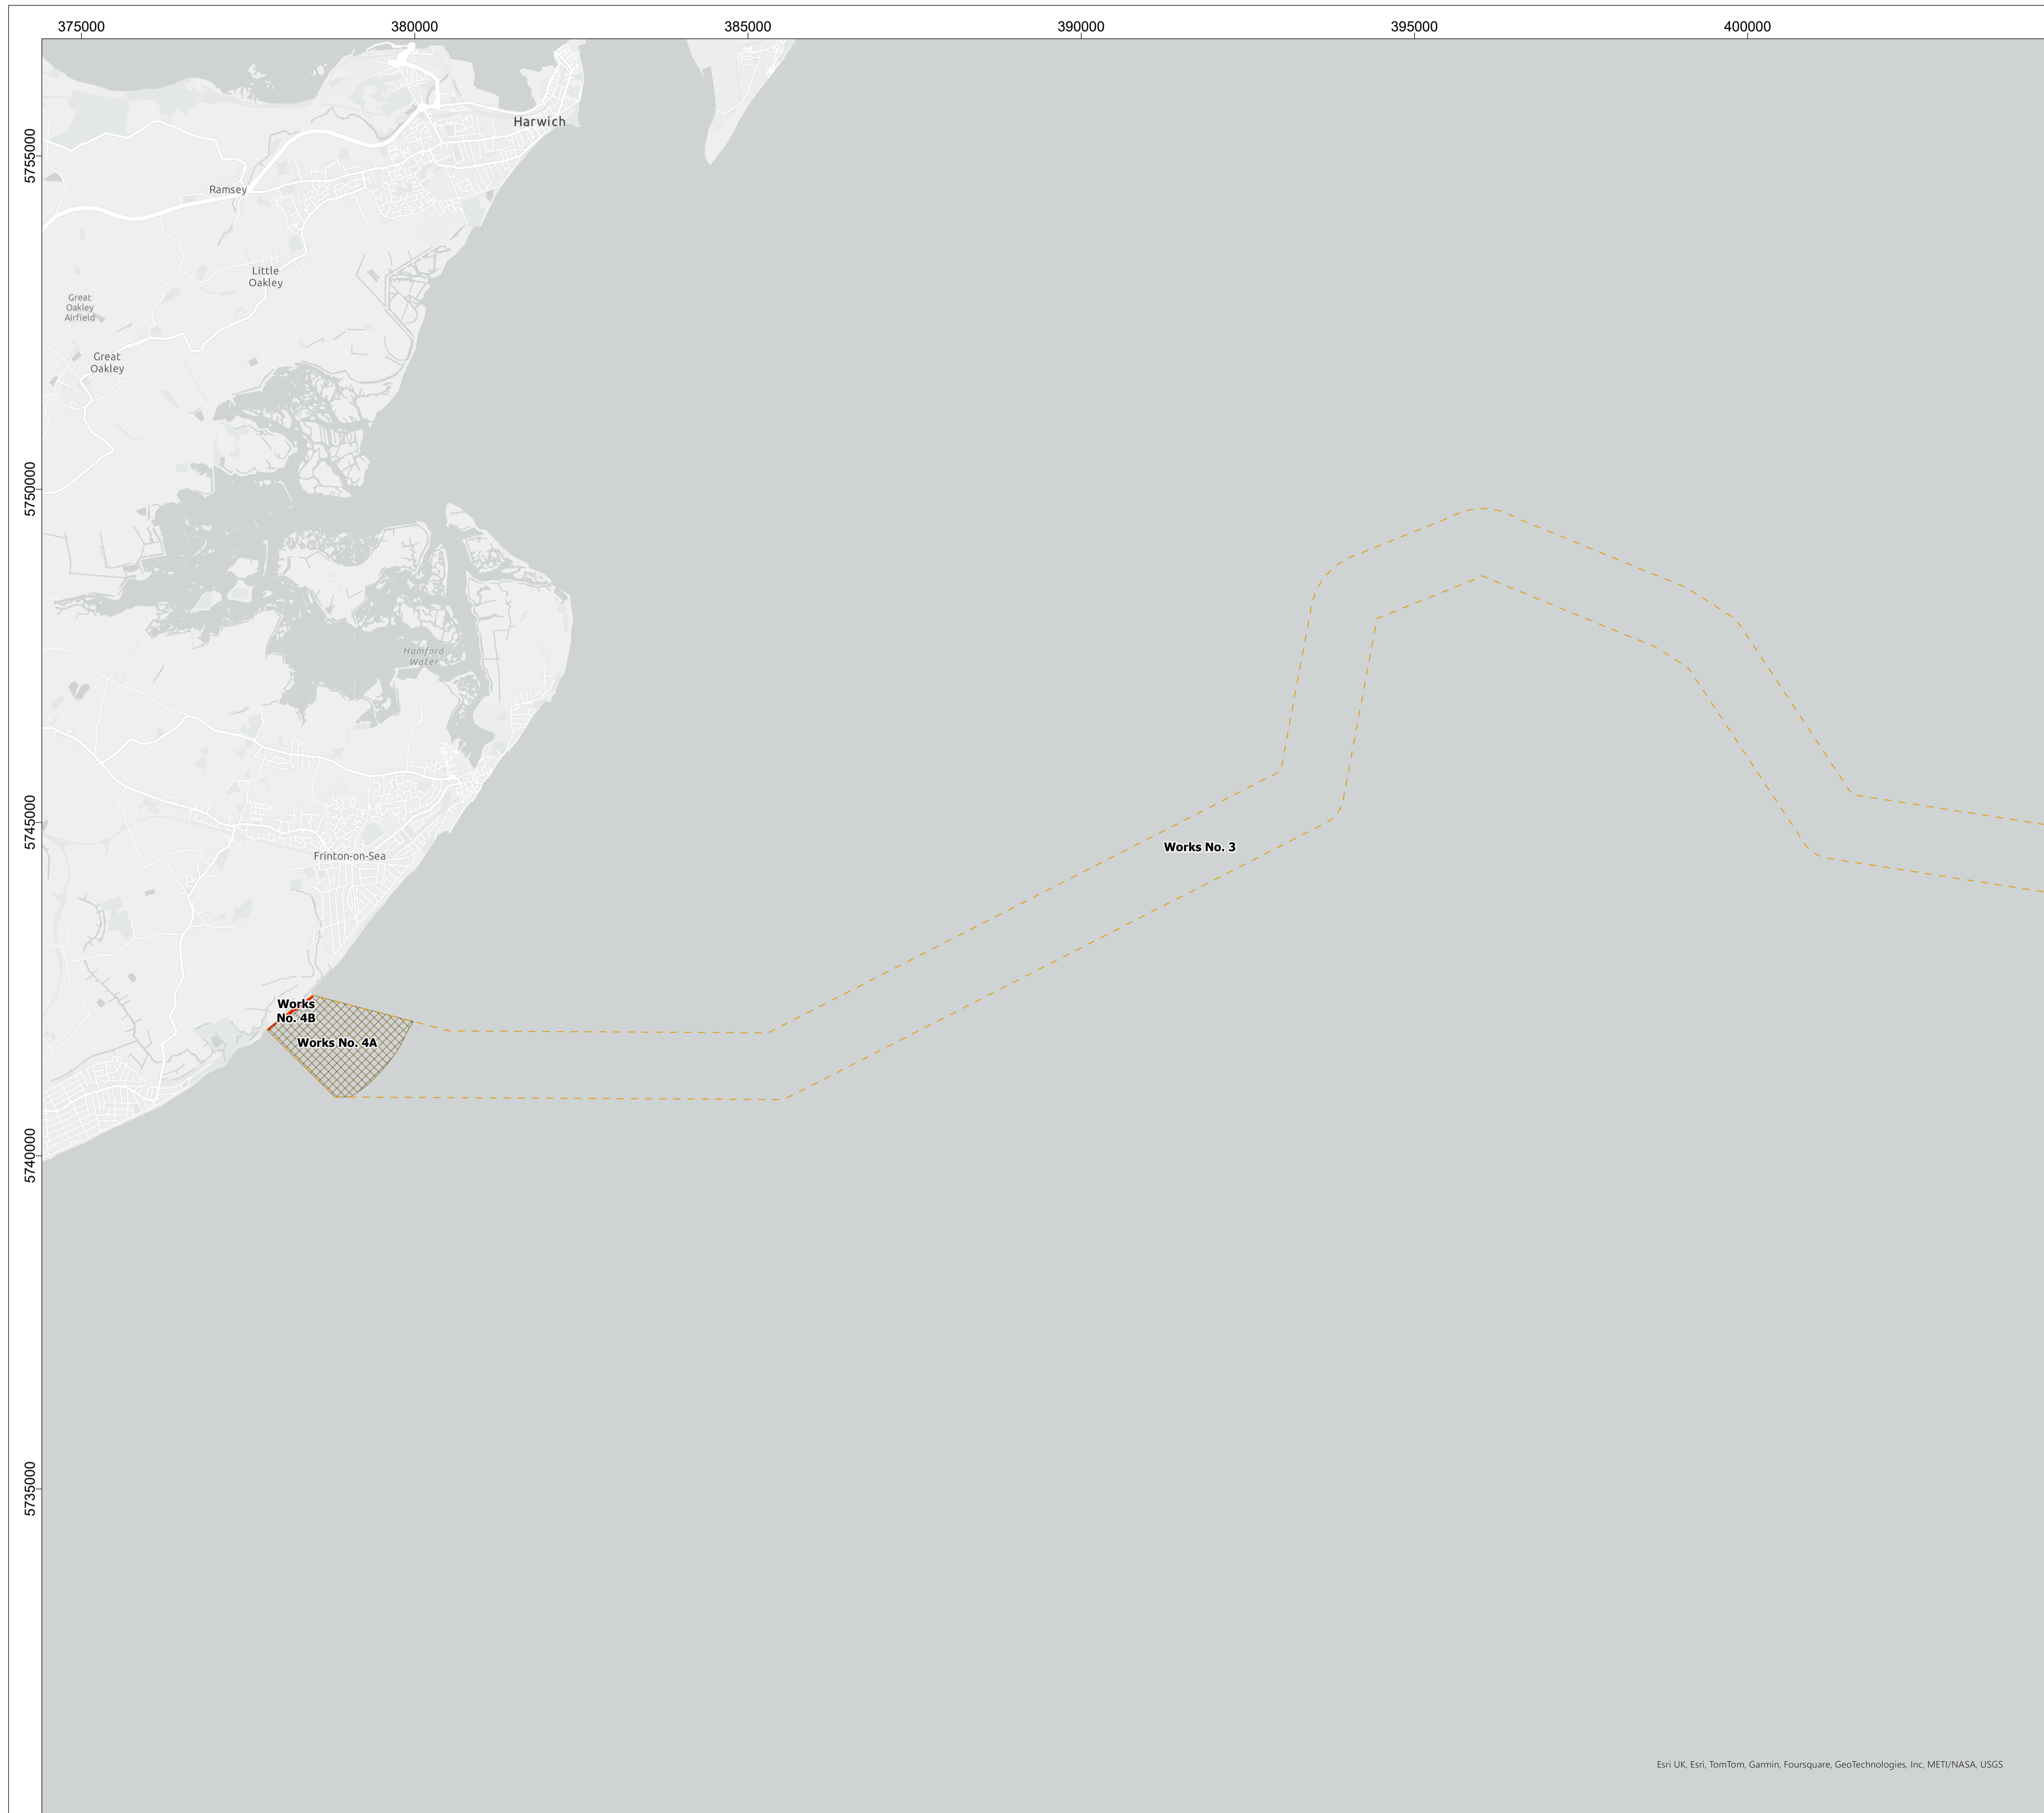 375000 380000 385000 390000 395000 400000
5755000
5750000
5745000
5740000
5735000
Harwich
Ramsey
Little
Oakley
Great
Oakley
Airfield
Great
Oakley
Hamford
Water
Works No. 3
Frinton-on-Sea
Works
No. 4B
Works No. 4A
Esri UK, Esri, TomTom, Garmin, Foursquare, GeoTechnologies, Inc, METI/NASA, USGS